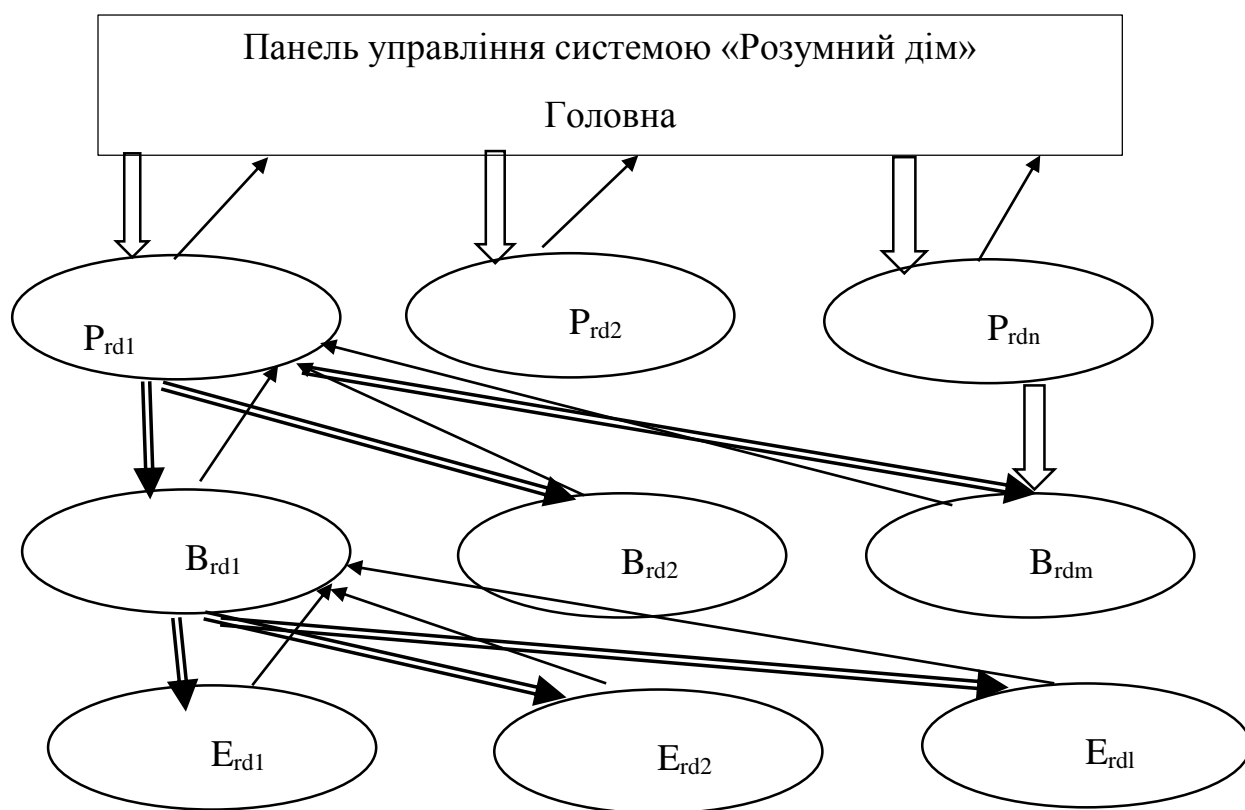 Панель управління системою «Розумний дім»
Головна
Prd1
Prd2
Prdn
Brd1
Brd2
Brdm
Erd1
Erd2
Erdl